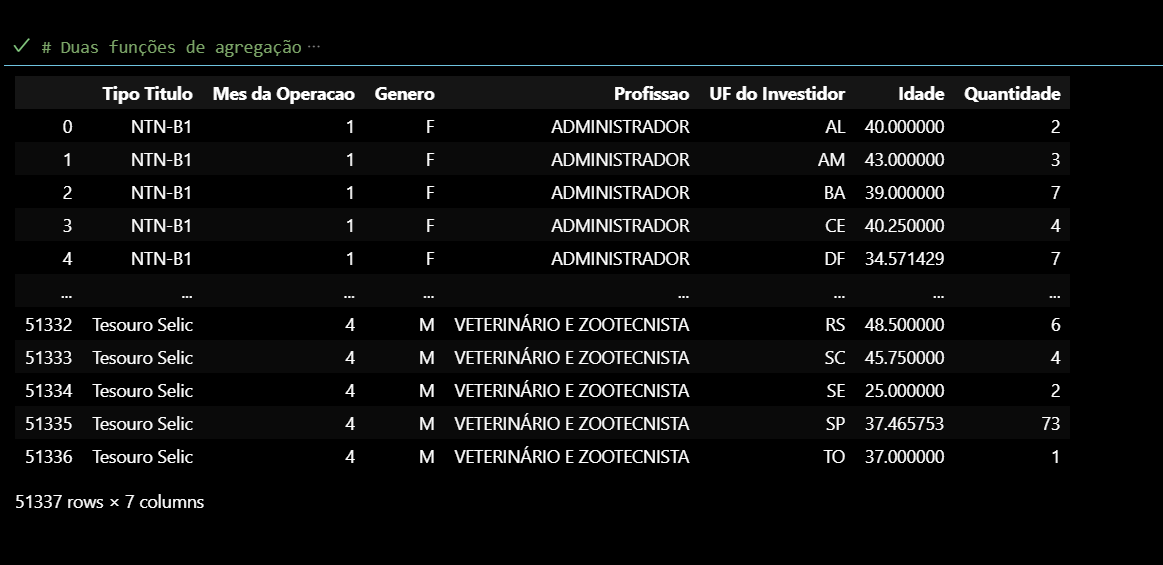 # Duas funções de agregação ...
Tipo Titulo Mes da Operacao Genero Profissao UF do Investidor Idade Quantidade
0 NTN-B1 1 F ADMINISTRADOR AL 40.000000 2
1 NTN-B1 1 F ADMINISTRADOR AM 43.000000 3
2 NTN-B1 1 F ADMINISTRADOR BA 39.000000 7
3 NTN-B1 1 F ADMINISTRADOR CE 40.250000 4
4 NTN-B1 1 F ADMINISTRADOR DF 34.571429 7
... ... ... ... ... ... ... ...
51332 Tesouro Selic 4 M VETERINÁRIO E ZOOTECNISTA RS 48.500000 6
51333 Tesouro Selic 4 M VETERINÁRIO E ZOOTECNISTA SC 45.750000 4
51334 Tesouro Selic 4 M VETERINÁRIO E ZOOTECNISTA SE 25.000000 2
51335 Tesouro Selic 4 M VETERINÁRIO E ZOOTECNISTA SP 37.465753 73
51336 Tesouro Selic 4 M VETERINÁRIO E ZOOTECNISTA TO 37.000000 1
51337 rows × 7 columns